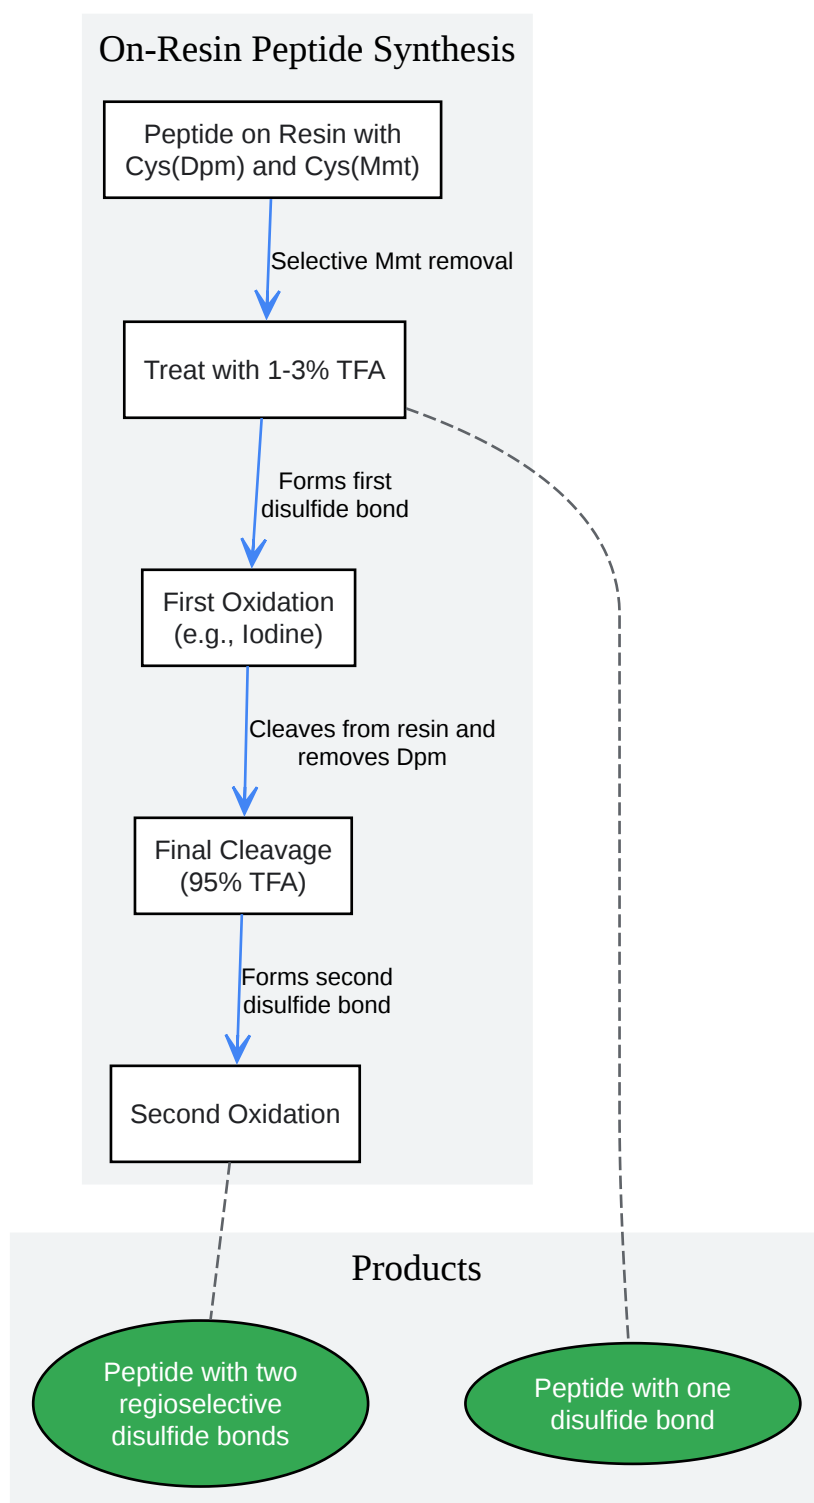 On-Resin Peptide Synthesis
Peptide on Resin with
Cys(Dpm) and Cys(Mmt)
Selective Mmt removal
Treat with 1-3% TFA
Forms first
disulfide bond
First Oxidation
(e.g., Iodine)
Cleaves from resin and
removes Dpm
Final Cleavage
(95% TFA)
Forms second
disulfide bond
Second Oxidation
Products
Peptide with two
regioselective
disulfide bonds
Peptide with one
disulfide bond